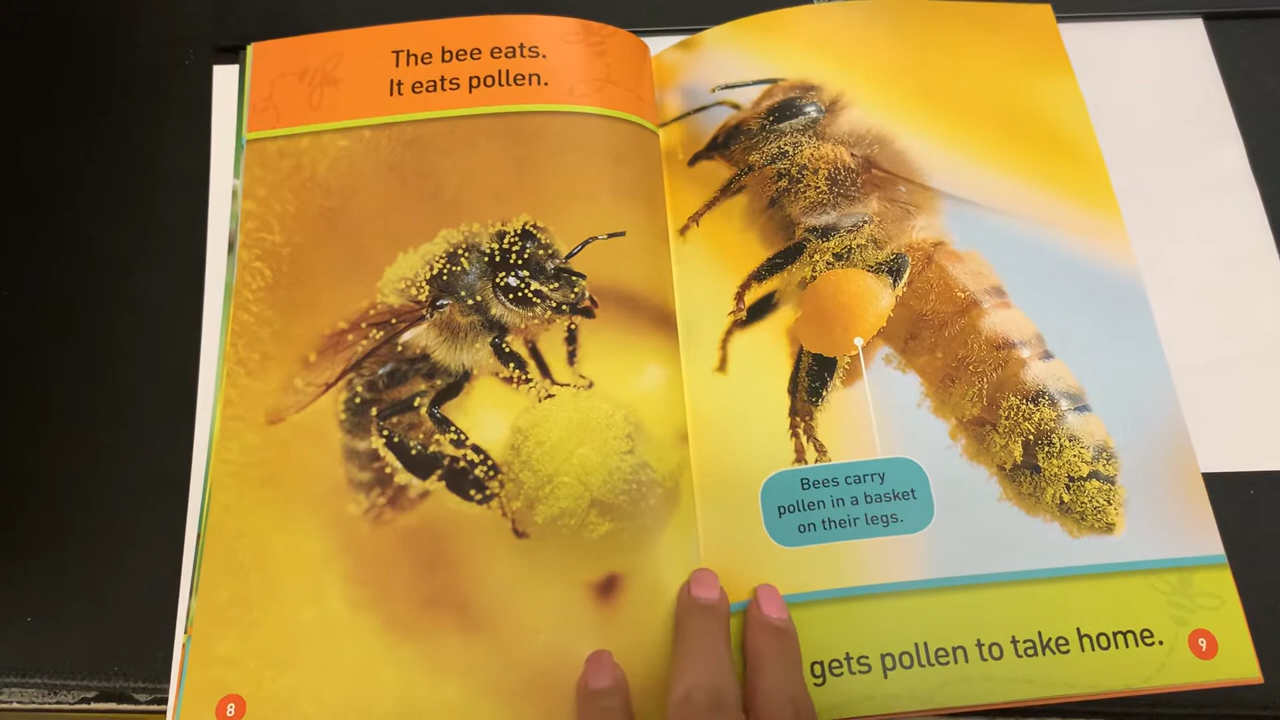 The bee eats.
It eats pollen.
8
Bees carry
pollen in a basket
on their legs.
gets pollen to take home.
9